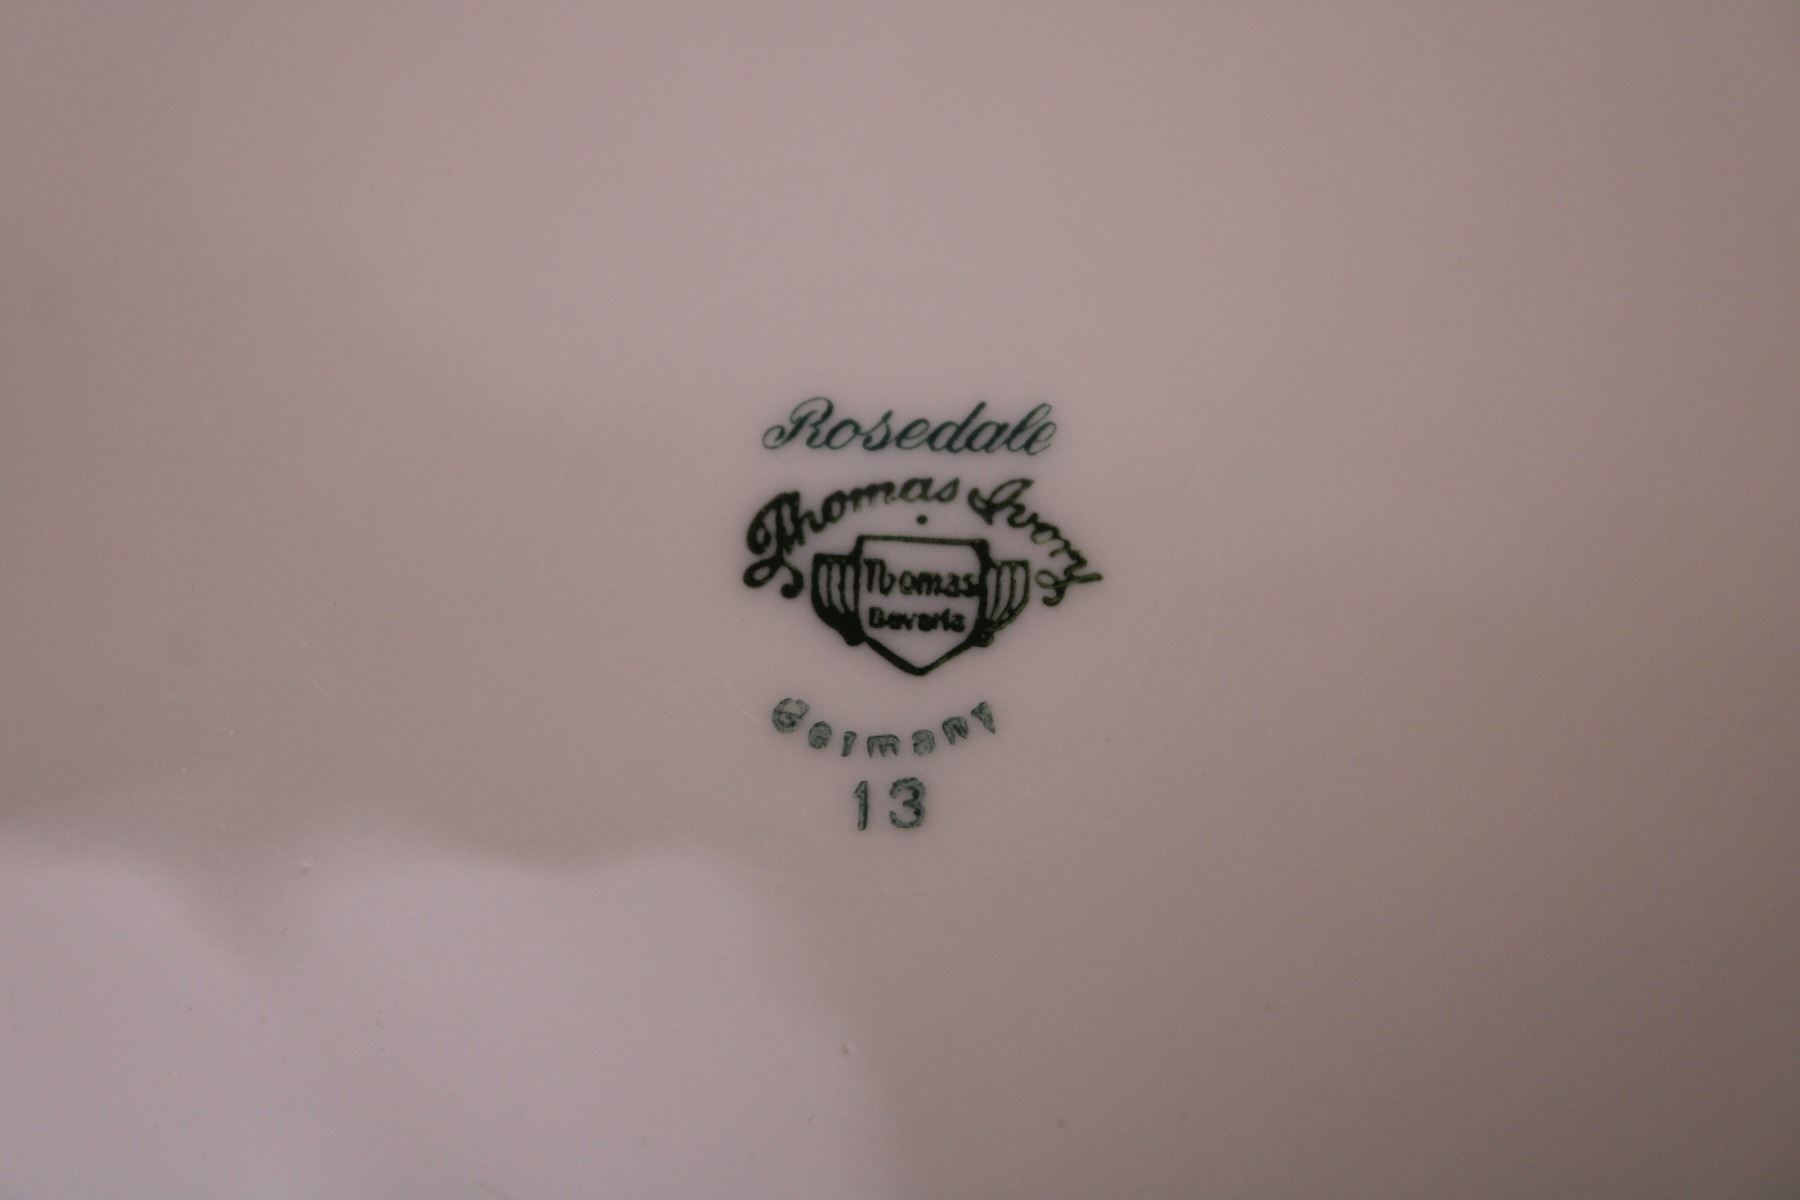 Rosedale
Thomas Ivory
Thomas
Bavaria
Germany
13